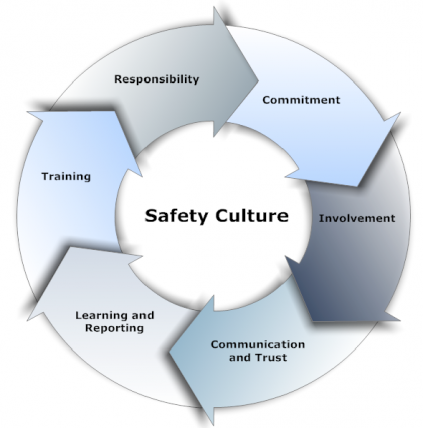 Responsibility
Commitment
Training
Safety Culture
Involvement
Learning and
Reporting
Communication
and Trust